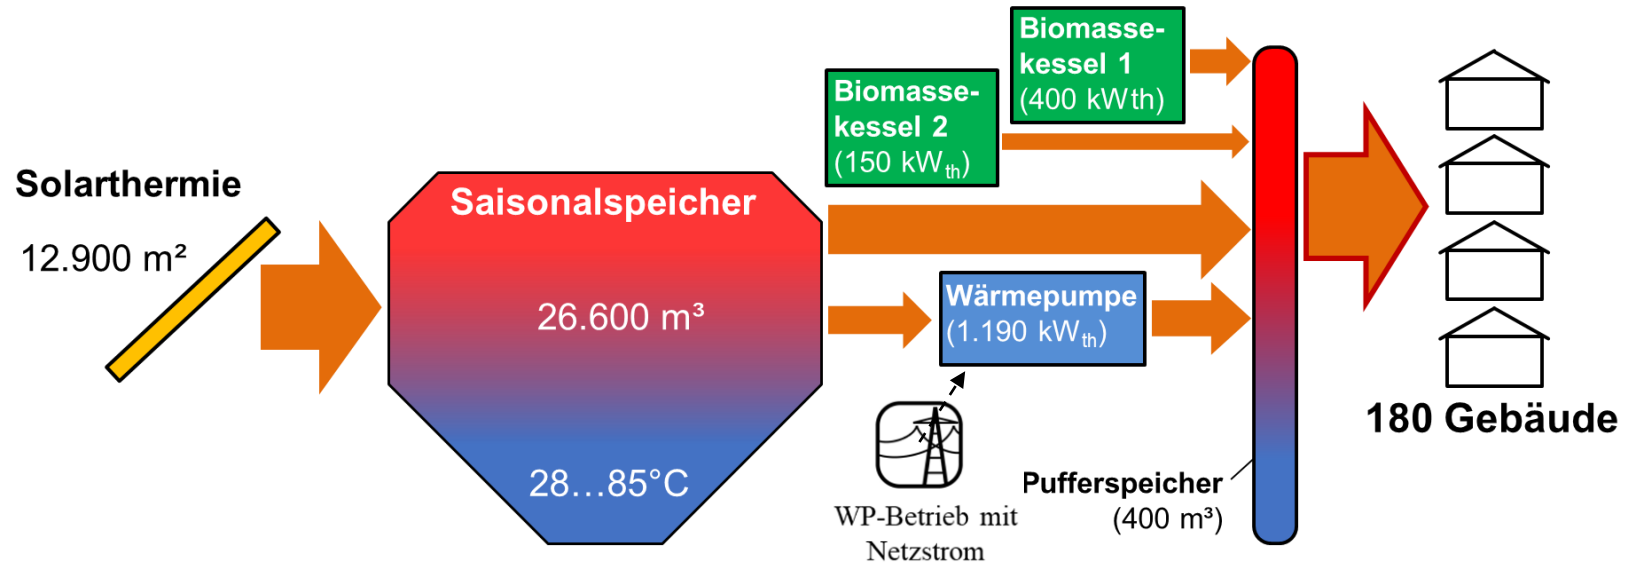 Solarthermie
12.900 m²
Saisonalspeicher
26.600 m³
28…85°C
Biomasse-
kessel 2
(150 kWth)
Biomasse-
kessel 1
(400 kWth)
Wärmepumpe
(1.190 kWth)
WP-Betrieb mit
Netzstrom
Pufferspeicher
(400 m³)
180 Gebäude